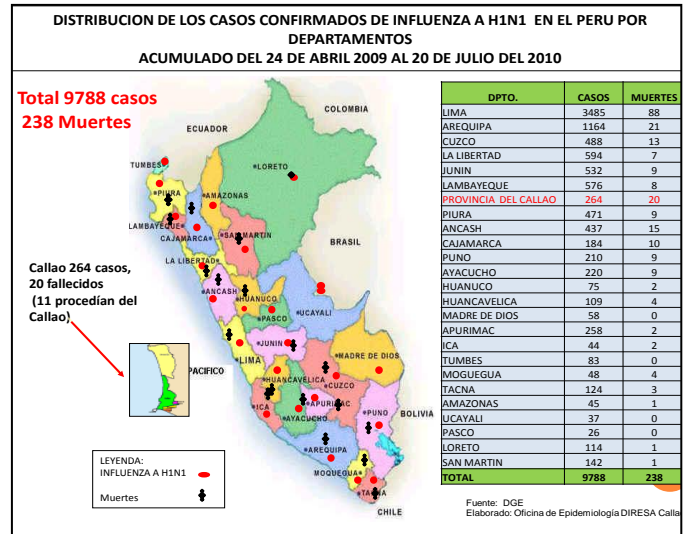 DISTRIBUCION DE LOS CASOS CONFIRMADOS DE INFLUENZA A H1N1 EN EL PERU POR
DEPARTAMENTOS
ACUMULADO DEL 24 DE ABRIL 2009 AL 20 DE JULIO DEL 2010
Total 9788 casos
238 Muertes
COLOMBIA
ECUADOR
TUMBES
LORETO
PIURA
AMAZONAS
LAMBAYEQUE
CAJAMARCA
SAN MARTIN
BRASIL
LA LIBERTAD
ANCASH
HUANUCO
UCAYALI
PASCO
JUNIN
LIMA
MADRE DE DIOS
PACIFICO
HUANCAVELICA
CUZCO
ICA
APURIMAC
AYACUCHO
PUNO
BOLIVIA
AREQUIPA
MOQUEGUA
TACNA
CHILE
Callao 264 casos,
20 fallecidos
(11 procedían del
Callao)
LEYENDA:
INFLUENZA A H1N1
Muertes
DPTO. CASOS MUERTES
LIMA 3485 88
AREQUIPA 1164 21
CUZCO 488 13
LA LIBERTAD 594 7
JUNIN 532 9
LAMBAYEQUE 576 8
PROVINCIA DEL CALLAO 264 20
PIURA 471 9
ANCASH 437 15
CAJAMARCA 184 10
PUNO 210 9
AYACUCHO 220 9
HUANUCO 75 2
HUANCAVELICA 109 4
MADRE DE DIOS 58 0
APURIMAC 258 2
ICA 44 2
TUMBES 83 0
MOGUEGUA 48 4
TACNA 124 3
AMAZONAS 45 1
UCAYALI 37 0
PASCO 26 0
LORETO 114 1
SAN MARTIN 142 1
TOTAL 9788 238
Fuente: DGE
Elaborado: Oficina de Epidemiología DIRESA Calla